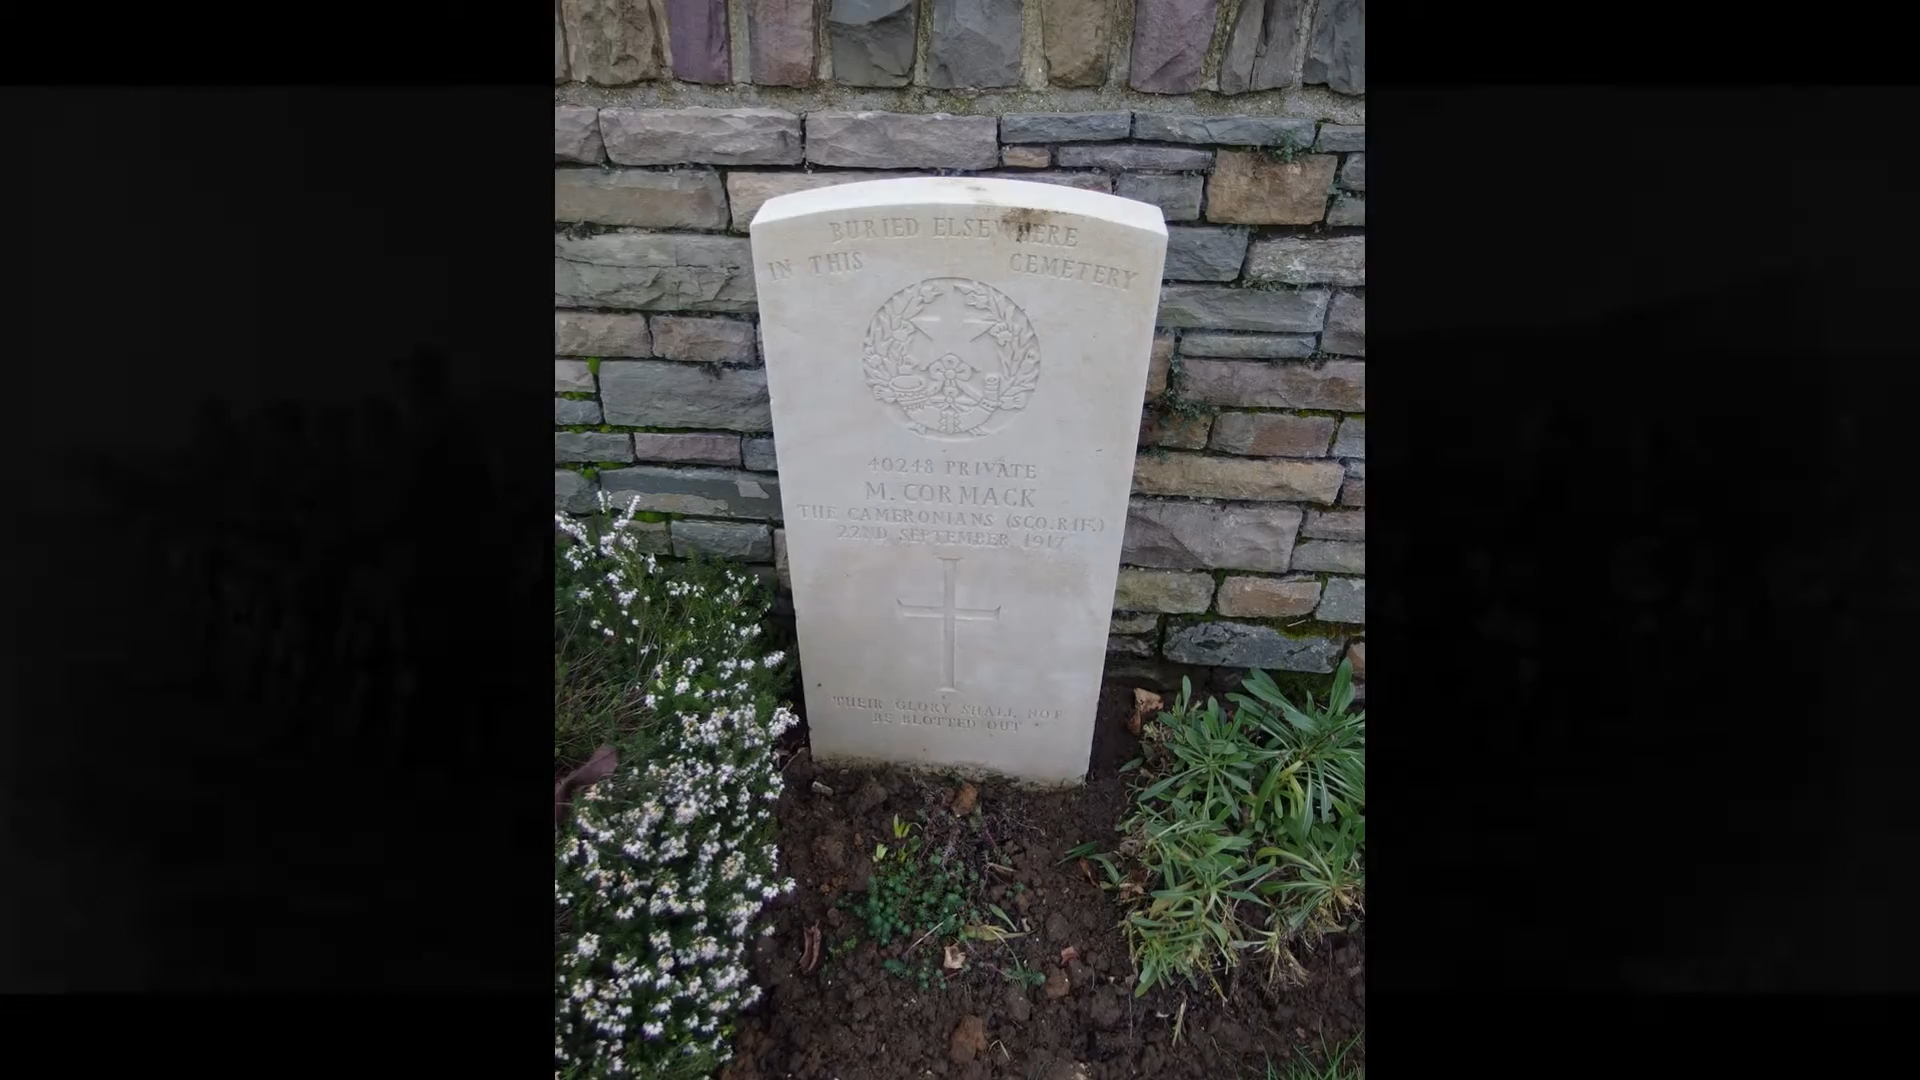 BURIED ELSEWHERE
IN THIS CEMETERY
SR
40248 PRIVATE
M. CORMACK
THE CAMERONIANS (SCO.RIF.)
22ND SEPTEMBER 1917
THEIR GLORY SHALL NOT
BE BLOTTED OUT